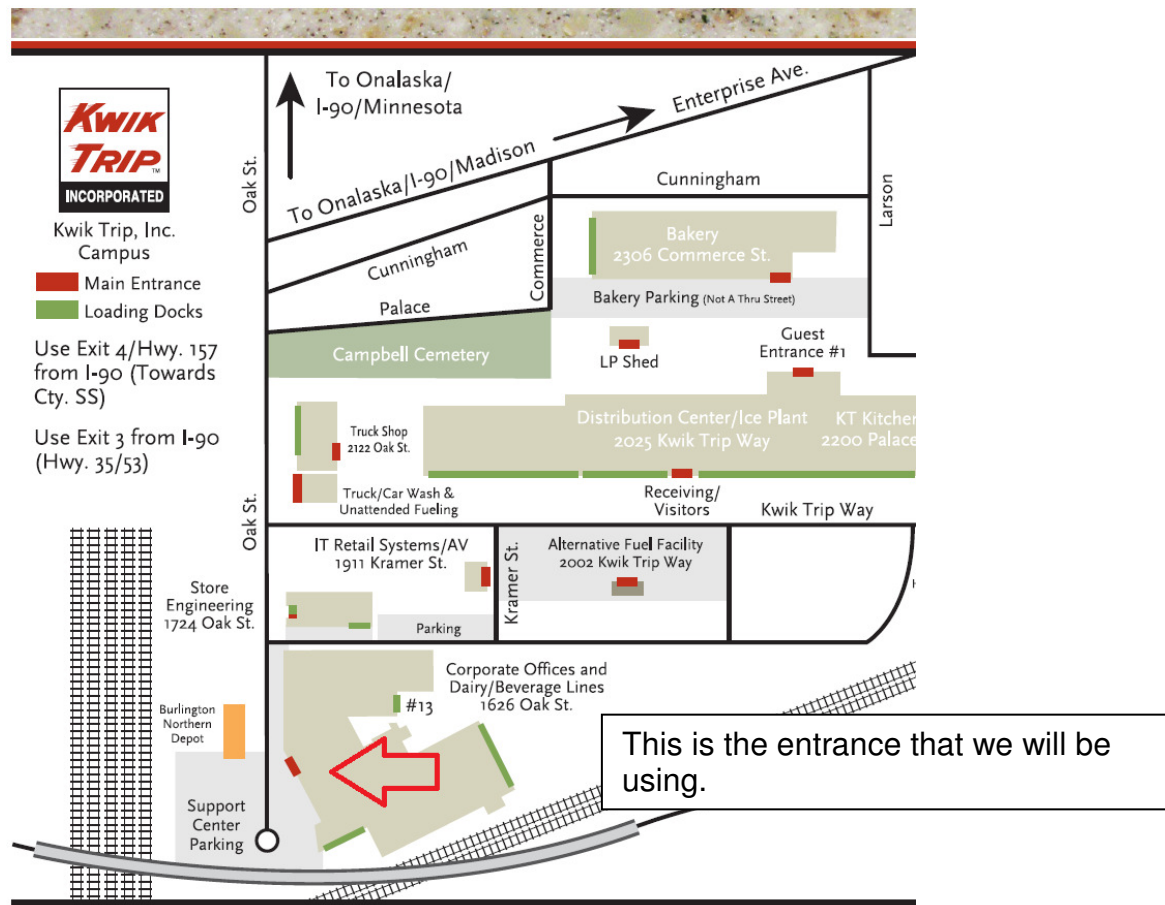 KWIK
TRIP™
INCORPORATED
Kwik Trip, Inc.
Campus
Main Entrance
Loading Docks
Use Exit 4/Hwy. 157
from I-90 (Towards
Cty. SS)
Use Exit 3 from I-90
(Hwy. 35/53)
To Onalaska/
I-90/Minnesota
Oak St.
To Onalaska/I-90/Madison
Enterprise Ave.
Cunningham
Cunningham
Commerce
Larson
Palace
Bakery
2306 Commerce St.
Bakery Parking (Not A Thru Street)
Campbell Cemetery
LP Shed
Guest
Entrance #1
Truck Shop
2122 Oak St.
Distribution Center/Ice Plant
2025 Kwik Trip Way
KT Kitchen
2200 Palace
Truck/Car Wash &
Unattended Fueling
Receiving/
Visitors
Kwik Trip Way
Oak St.
IT Retail Systems/AV
1911 Kramer St.
Kramer St.
Alternative Fuel Facility
2002 Kwik Trip Way
Store
Engineering
1724 Oak St.
Parking
Corporate Offices and
Dairy/Beverage Lines
1626 Oak St.
#13
Burlington
Northern
Depot
Support
Center
Parking
This is the entrance that we will be
using.